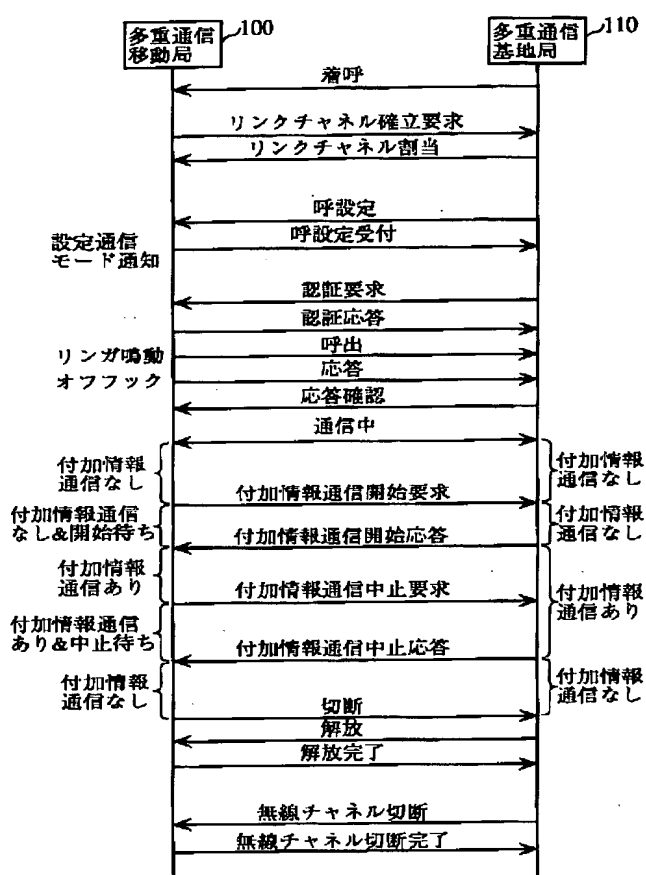 多重通信
移動局
100
多重通信
基地局
110
着呼
リンクチャネル確立要求
リンクチャネル割当
呼設定
設定通信
モード通知
呼設定受付
認証要求
認証応答
リンガ鳴動
呼出
オフフック
応答
応答確認
通信中
付加情報
通信なし
付加情報
通信なし
付加情報通信開始要求
付加情報通信
なし&開始待ち
付加情報
通信なし
付加情報通信開始応答
付加情報
通信あり
付加情報通信中止要求
付加情報
通信あり
付加情報通信
あり&中止待ち
付加情報通信中止応答
付加情報
通信なし
付加情報
通信なし
切断
解放
解放完了
無線チャネル切断
無線チャネル切断完了